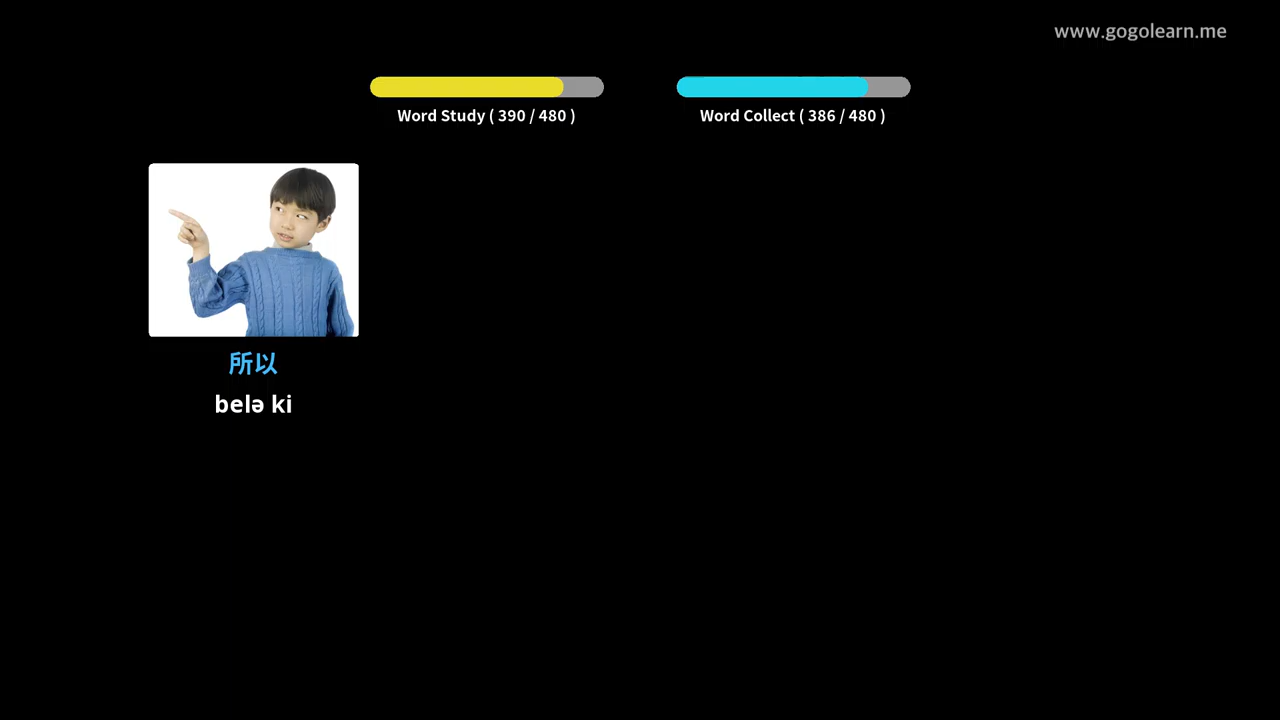 www.gogolearn.me
Word Study ( 390 / 480 )
Word Collect ( 386 / 480 )
所以
belə ki